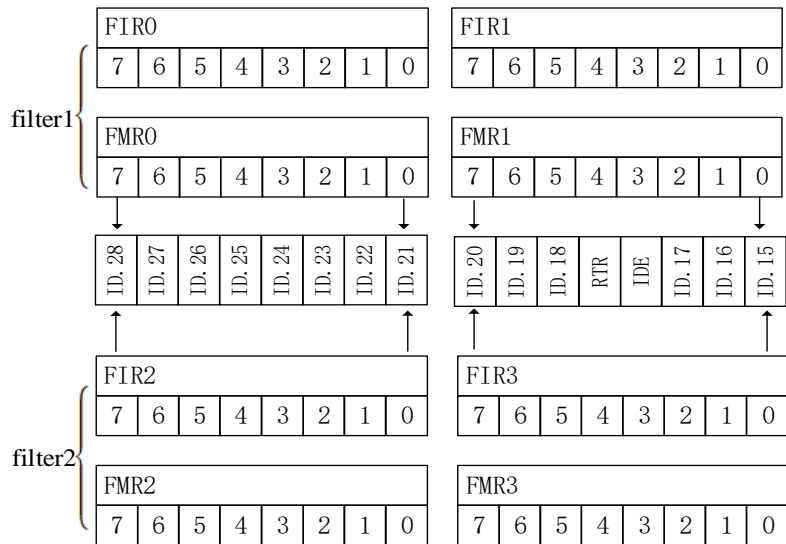 FIR0 FIR1
7 6 5 4 3 2 1 0 7 6 5 4 3 2 1 0
filter1
FMR0 FMR1
7 6 5 4 3 2 1 0 7 6 5 4 3 2 1 0
ID.28 ID.27 ID.26 ID.25 ID.24 ID.23 ID.22 ID.21 ID.20 ID.19 ID.18 RTR IDE ID.17 ID.16 ID.15
FIR2 FIR3
7 6 5 4 3 2 1 0 7 6 5 4 3 2 1 0
filter2
FMR2 FMR3
7 6 5 4 3 2 1 0 7 6 5 4 3 2 1 0